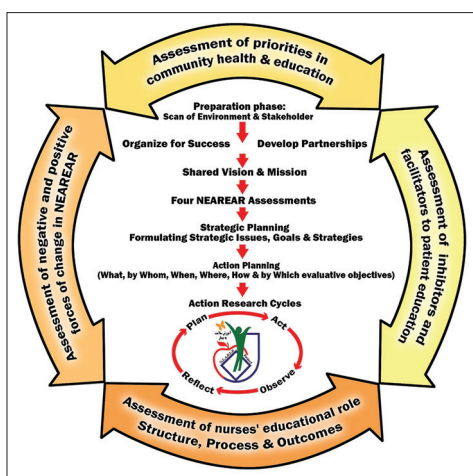 Assessment of priorities in
community health & education
Preparation phase:
Scan of Environment & Stakeholder
Organize for Success
Develop Partnerships
Shared Vision & Mission
Four NEAREAR Assessments
Strategic Planning
Formulating Strategic Issues, Goals & Strategies
Action Planning
(What, by Whom, When, Where, How & by Which evaluative objectives)
Action Research Cycles
Plan
Act
Observe
Reflect
Assessment of inhibitors and
facilitators to patient education
Assessment of nurses' educational role
Structure, Process & Outcomes
Assessment of negative and positive
forces of change in NEAREAR